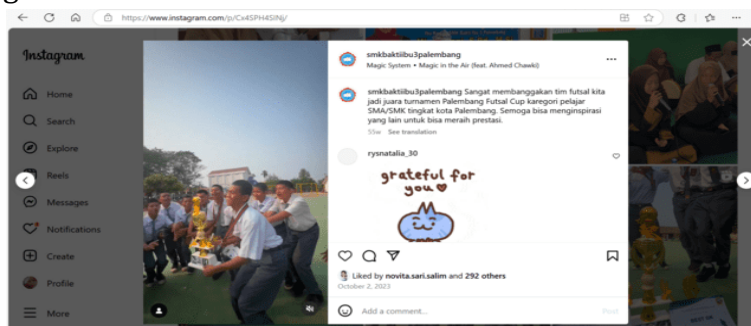 https://www.instagram.com/p/Cx4SPH4SlNj/
Instagram
Home
Search
Explore
Reels
Messages
Notifications
Create
Profile
More
smkbaktiibu3palembang
Magic System • Magic in the Air (feat. Ahmed Chawki)
smkbaktiibu3palembang Sangat membanggakan tim futsal kita
jadi juara turnamen Palembang Futsal Cup karegori pelajar
SMA/SMK tingkat kota Palembang. Semoga bisa menginspirasi
yang lain untuk bisa meraih prestasi.
55w See translation
rysnatalia_30
grateful for
you
Liked by novita.sari.salim and 292 others
October 2, 2023
Add a comment...
Post